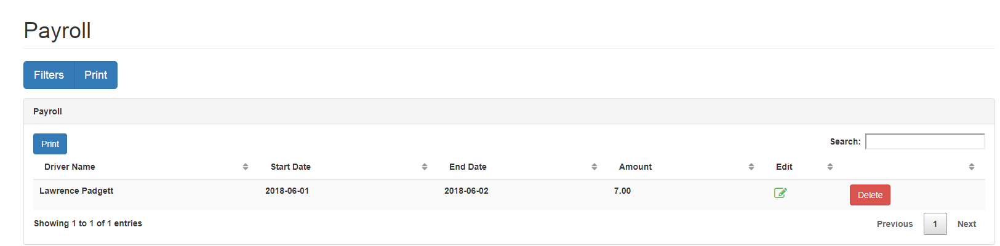 Payroll
Filters Print
Payroll
Print Search:
Driver Name Start Date End Date Amount Edit
Lawrence Padgett 2018-06-01 2018-06-02 7.00 Delete
Showing 1 to 1 of 1 entries Previous 1 Next